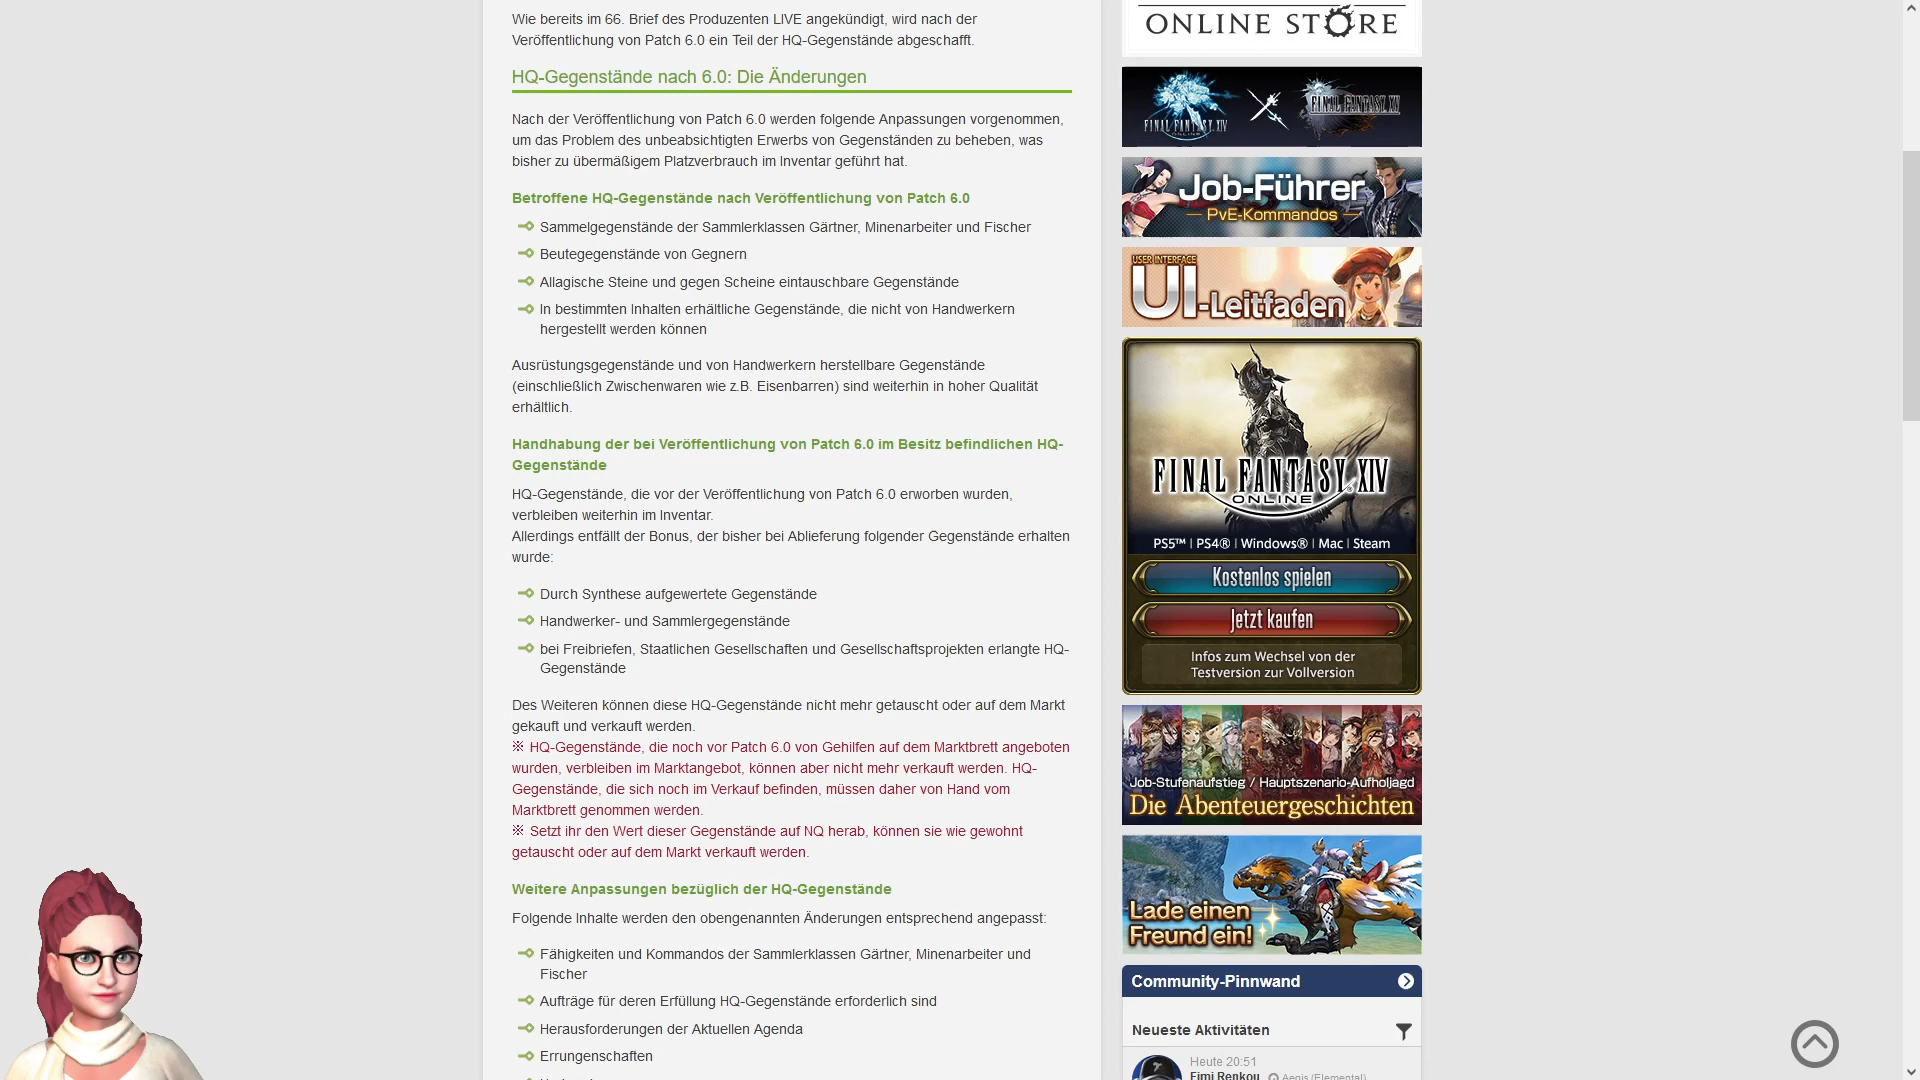 Wie bereits im 66. Brief des Produzenten LIVE angekündigt, wird nach der
Veröffentlichung von Patch 6.0 ein Teil der HQ-Gegenstände abgeschafft.
HQ-Gegenstände nach 6.0: Die Änderungen
Nach der Veröffentlichung von Patch 6.0 werden folgende Anpassungen vorgenommen,
um das Problem des unbeabsichtigten Erwerbs von Gegenständen zu beheben, was
bisher zu übermäßigem Platzverbrauch im Inventar geführt hat.
Betroffene HQ-Gegenstände nach Veröffentlichung von Patch 6.0
Sammelgegenstände der Sammlerklassen Gärtner, Minenarbeiter und Fischer
Beutegegenstände von Gegnern
Allagische Steine und gegen Scheine eintauschbare Gegenstände
In bestimmten Inhalten erhältliche Gegenstände, die nicht von Handwerkern
hergestellt werden können
Ausrüstungsgegenstände und von Handwerkern herstellbare Gegenstände
(einschließlich Zwischenwaren wie z.B. Eisenbarren) sind weiterhin in hoher Qualität
erhältlich.
Handhabung der bei Veröffentlichung von Patch 6.0 im Besitz befindlichen HQ-
Gegenstände
HQ-Gegenstände, die vor der Veröffentlichung von Patch 6.0 erworben wurden,
verbleiben weiterhin im Inventar.
Allerdings entfällt der Bonus, der bisher bei Ablieferung folgender Gegenstände erhalten
wurde:
Durch Synthese aufgewertete Gegenstände
Handwerker- und Sammlergegenstände
bei Freibriefen, Staatlichen Gesellschaften und Gesellschaftsprojekten erlangte HQ-
Gegenstände
Des Weiteren können diese HQ-Gegenstände nicht mehr getauscht oder auf dem Markt
gekauft und verkauft werden.
※ HQ-Gegenstände, die noch vor Patch 6.0 von Gehilfen auf dem Marktbrett angeboten
wurden, verbleiben im Marktangebot, können aber nicht mehr verkauft werden. HQ-
Gegenstände, die sich noch im Verkauf befinden, müssen daher von Hand vom
Marktbrett genommen werden.
※ Setzt ihr den Wert dieser Gegenstände auf NQ herab, können sie wie gewohnt
getauscht oder auf dem Markt verkauft werden.
Weitere Anpassungen bezüglich der HQ-Gegenstände
Folgende Inhalte werden den obengenannten Änderungen entsprechend angepasst:
Fähigkeiten und Kommandos der Sammlerklassen Gärtner, Minenarbeiter und
Fischer
Aufträge für deren Erfüllung HQ-Gegenstände erforderlich sind
Herausforderungen der Aktuellen Agenda
Errungenschaften
ONLINE STORE
FINAL FANTASY XIV
ONLINE
FINAL FANTASY XV
Job-Führer
PvE-Kommandos
USER INTERFACE
UI-Leitfaden
FINAL FANTASY XIV
ONLINE
PS5™ | PS4® | Windows® | Mac | Steam
Kostenlos spielen
Jetzt kaufen
Infos zum Wechsel von der
Testversion zur Vollversion
Job-Stufenaufstieg / Hauptszenario-Aufholjagd
Die Abenteuergeschichten
Lade einen
Freund ein!
Community-Pinnwand
Neueste Aktivitäten
Heute 20:51
Fimi Renkou Aegis (Elemental)